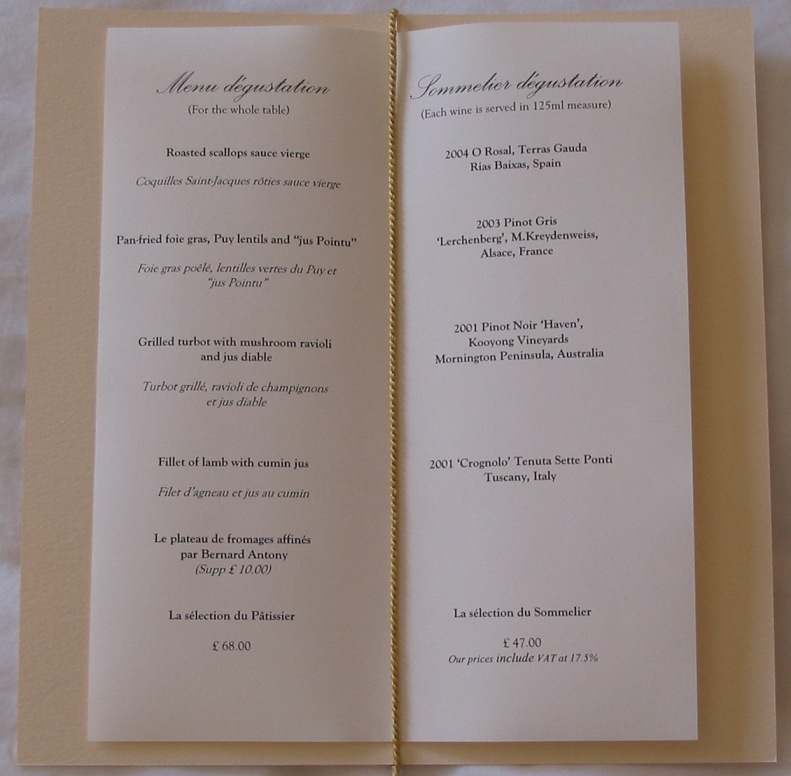 Menu dégustation
(For the whole table)
Roasted scallops sauce vierge
Coquilles Saint-Jacques rôties sauce vierge
Pan-fried foie gras, Puy lentils and “jus Pointu”
Foie gras poêlé, lentilles vertes du Puy et
“jus Pointu”
Grilled turbot with mushroom ravioli
and jus diable
Turbot grillé, ravioli de champignons
et jus diable
Fillet of lamb with cumin jus
Filet d'agneau et jus au cumin
Le plateau de fromages affinés
par Bernard Antony
(Supp £ 10.00)
La sélection du Pâtissier
£ 68.00
Sommelier dégustation
(Each wine is served in 125ml measure)
2004 O Rosal, Terras Gauda
Rias Baixas, Spain
2003 Pinot Gris
‘Lerchenberg’, M.Kreydenweiss,
Alsace, France
2001 Pinot Noir ‘Haven’,
Kooyong Vineyards
Mornington Peninsula, Australia
2001 ‘Crognolo’ Tenuta Sette Ponti
Tuscany, Italy
La sélection du Sommelier
£ 47.00
Our prices include VAT at 17.5%